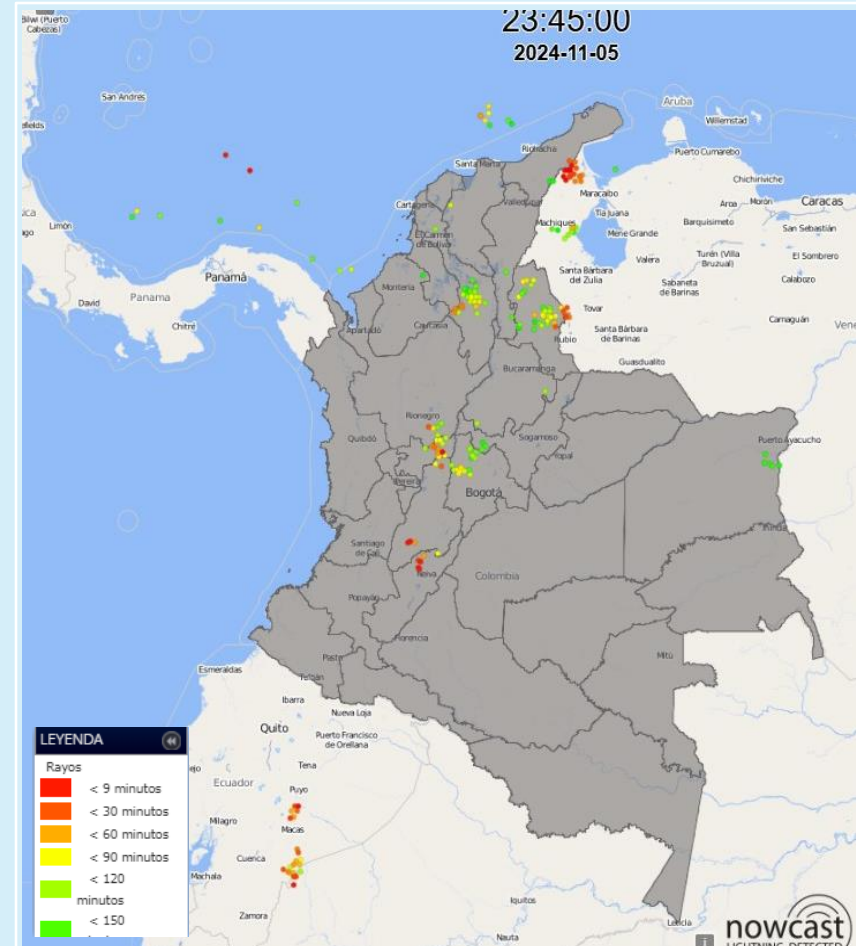 23:45:00
2024-11-05
Bilwi (Puerto
Cabezas)
San Andres
efields
Aruba
Willemstad
Riohacha
Santa Marta
Puerto Cumarebo
Chichiriviche
Maracaibo
Cartagena
Valledupar
Aroa
Morón
Caracas
Tía Juana
Limón
Machiques
Barquisimeto
San Sebastián
El Carmen
de Bolívar
Mene Grande
Valera
Turén (Villa
Bruzual)
El Sombrero
Panamá
Montería
Santa Bárbara
del Zulia
Sabaneta
de Barinas
Calabozo
David
Panama
Tovar
Camaguán
Chitré
Apartadó
Caucasia
Rubio
Santa Bárbara
de Barinas
Guasdualito
Bucaramanga
Rionegro
Quibdó
Sogamoso
Yopal
Puerto Ayacucho
Pereira
Bogotá
Santiago
de Cali
Neiva
Colombia
Popayán
Florencia
Mitú
Pasto
Esmeraldas
Tulcán
Ibarra
Nueva Loja
Quito
Puerto Francisco
de Orellana
Tena
Ecuador
Puyo
Milagro
Macas
Cuenca
Machala
Zamora
Iquitos
Nauta
Leticia
LEYENDA
Rayos
< 9 minutos
< 30 minutos
< 60 minutos
< 90 minutos
< 120
minutos
< 150
i
nowcast
LIGHTNING DETECTED